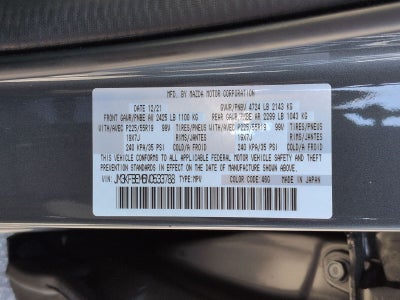 MFD. BY MAZDA MOTOR CORPORATION
DATE 12/21 GVWR/PNBV 4724 LB 2143 KG
FRONT GAWR/PNBE AV 2425 LB 1100 KG REAR GAWR/PNBE AR 2299 LB 1043 KG
WITH/AVEC P225/55R19 99V TIRES/PNEUS WITH/AVEC P225/55R19 99V TIRES/PNEUS
19X7J RIMS/JANTES 19X7J RIMS/JANTES
240 KPA/35 PSI COLD/A FROID 240 KPA/35 PSI COLD/A FROID
THIS VEHICLE CONFORMS TO ALL APPLICABLE FEDERAL MOTOR VEHICLE SAFETY, BUMPER, AND THEFT
PREVENTION STANDARDS IN EFFECT ON THE DATE OF MANUFACTURE SHOWN ABOVE.
VIN: TYPE:MPV COLOR CODE:46G MADE IN JAPAN